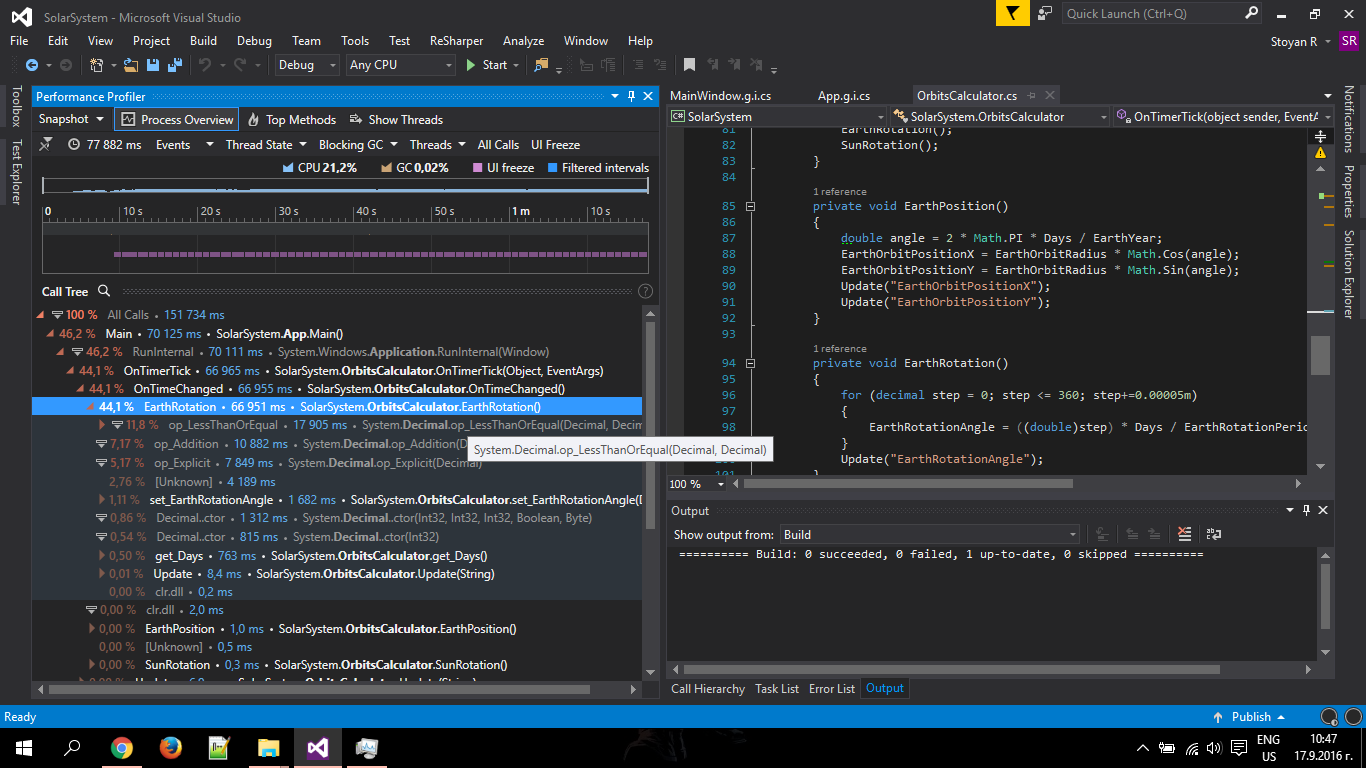 SolarSystem - Microsoft Visual Studio
Quick Launch (Ctrl+Q)
File Edit View Project Build Debug Team Tools Test ReSharper Analyze Window Help
Stoyan R
SR
Debug
Any CPU
Start
Toolbox
Test Explorer
Performance Profiler
Snapshot
Process Overview
Top Methods
Show Threads
77 882 ms Events Thread State Blocking GC Threads All Calls UI Freeze
CPU 21,2% GC 0,02% UI freeze Filtered intervals
0 10 s 20 s 30 s 40 s 50 s 1 m 10 s
Call Tree
?
100 % All Calls • 151 734 ms
46,2 % Main • 70 125 ms • SolarSystem.App.Main()
46,2 % RunInternal • 70 111 ms • System.Windows.Application.RunInternal(Window)
44,1 % OnTimerTick • 66 965 ms • SolarSystem.OrbitsCalculator.OnTimerTick(Object, EventArgs)
44,1 % OnTimeChanged • 66 955 ms • SolarSystem.OrbitsCalculator.OnTimeChanged()
44,1 % EarthRotation • 66 951 ms • SolarSystem.OrbitsCalculator.EarthRotation()
11,8 % op_LessThanOrEqual • 17 905 ms • System.Decimal.op_LessThanOrEqual(Decimal, Decim
7,17 % op_Addition • 10 882 ms • System.Decimal.op_Addition(D
System.Decimal.op_LessThanOrEqual(Decimal, Decimal)
5,17 % op_Explicit • 7 849 ms • System.Decimal.op_Explicit(Decimal)
2,76 % [Unknown] • 4 189 ms
1,11 % set_EarthRotationAngle • 1 682 ms • SolarSystem.OrbitsCalculator.set_EarthRotationAngle(D
0,86 % Decimal..ctor • 1 312 ms • System.Decimal..ctor(Int32, Int32, Int32, Boolean, Byte)
0,54 % Decimal..ctor • 815 ms • System.Decimal..ctor(Int32)
0,50 % get_Days • 763 ms • SolarSystem.OrbitsCalculator.get_Days()
0,01 % Update • 8,4 ms • SolarSystem.OrbitsCalculator.Update(String)
0,00 % clr.dll • 0,2 ms
0,00 % clr.dll • 2,0 ms
0,00 % EarthPosition • 1,0 ms • SolarSystem.OrbitsCalculator.EarthPosition()
0,00 % [Unknown] • 0,5 ms
0,00 % SunRotation • 0,3 ms • SolarSystem.OrbitsCalculator.SunRotation()
MainWindow.g.i.cs App.g.i.cs OrbitsCalculator.cs
SolarSystem
SolarSystem.OrbitsCalculator
OnTimerTick(object sender, EventA
81 EarthRotation();
82 SunRotation();
83 }
84
1 reference
85 private void EarthPosition()
86 {
87 double angle = 2 * Math.PI * Days / EarthYear;
88 EarthOrbitPositionX = EarthOrbitRadius * Math.Cos(angle);
89 EarthOrbitPositionY = EarthOrbitRadius * Math.Sin(angle);
90 Update("EarthOrbitPositionX");
91 Update("EarthOrbitPositionY");
92 }
93
1 reference
94 private void EarthRotation()
95 {
96 for (decimal step = 0; step <= 360; step+=0.00005m)
97 {
98 EarthRotationAngle = ((double)step) * Days / EarthRotationPerio
}
100 Update("EarthRotationAngle");
101 }
100 %
Notifications
Properties
Solution Explorer
Output
Show output from: Build
========== Build: 0 succeeded, 0 failed, 1 up-to-date, 0 skipped ==========
Call Hierarchy Task List Error List Output
Ready
Publish
ENG
US
10:47
17.9.2016 г.